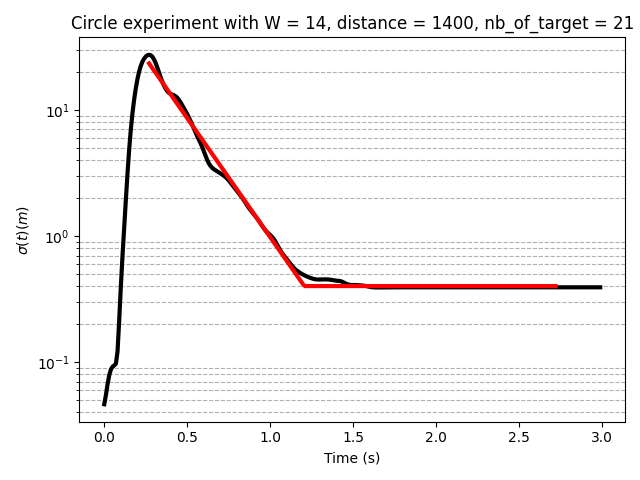 Circle experiment with W = 14, distance = 1400, nb_of_target = 21
σ(t)(m)
10¹
10⁰
10⁻¹
0.0 0.5 1.0 1.5 2.0 2.5 3.0
Time (s)